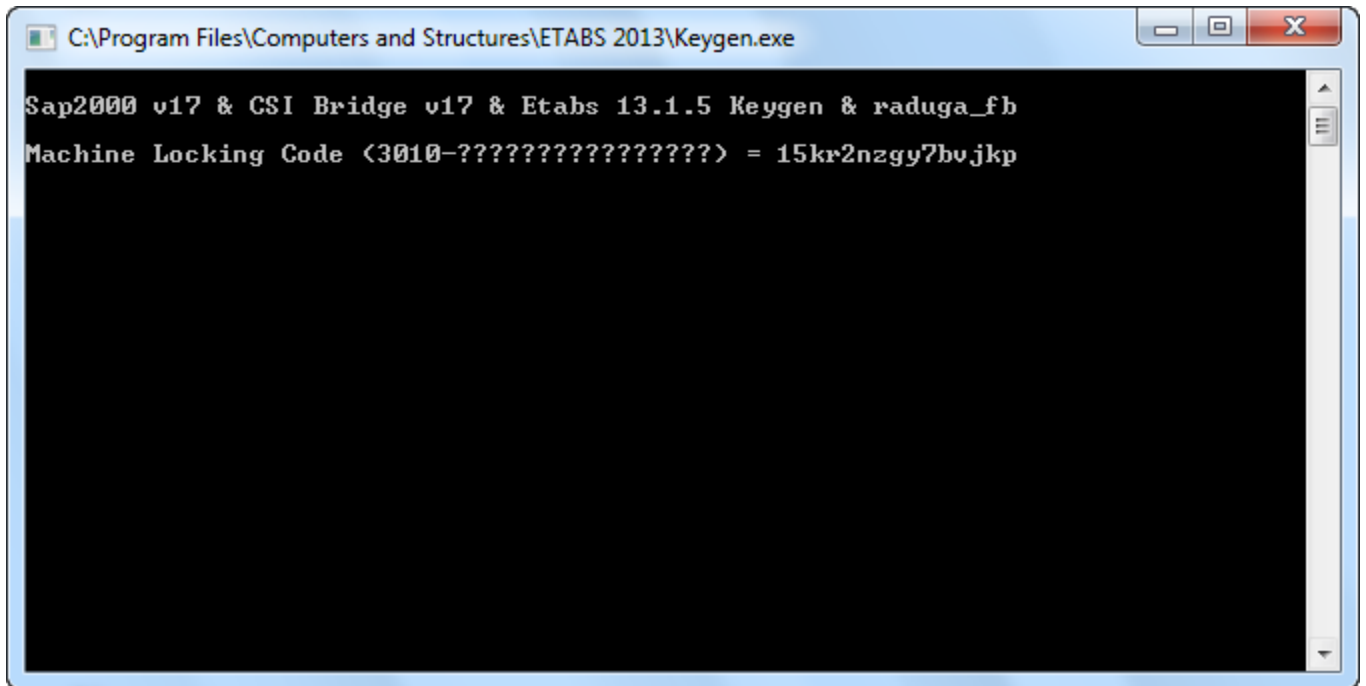 C:\Program Files\Computers and Structures\ETABS 2013\Keygen.exe
Sap2000 v17 & CSI Bridge v17 & Etabs 13.1.5 Keygen & raduga_fb
Machine Locking Code (3010-????????????????) = 15kr2nzgy7bvjkp